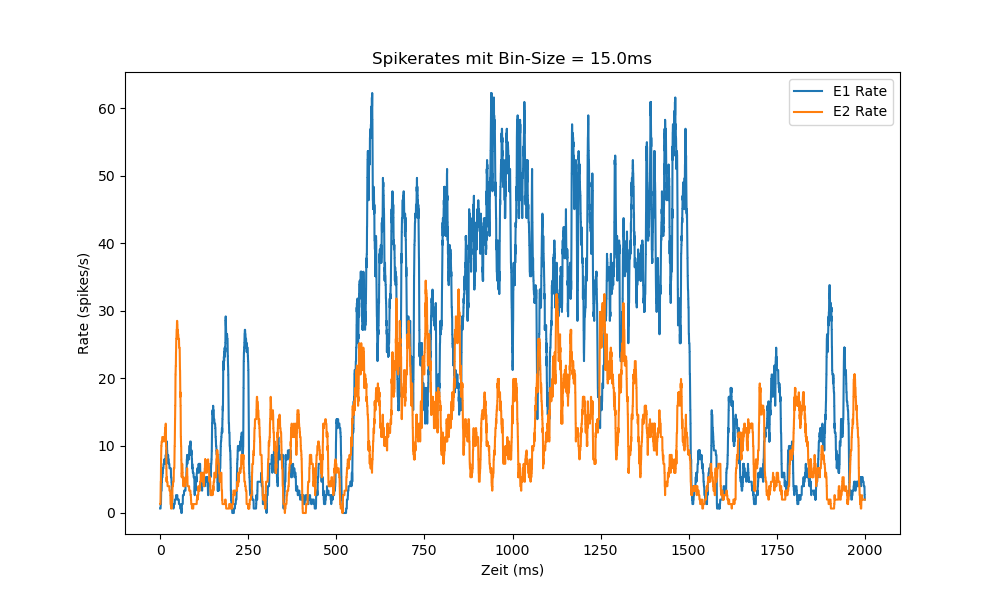 Spikerates mit Bin-Size = 15.0ms
E1 Rate
E2 Rate
Rate (spikes/s)
60
50
40
30
20
10
0
0 250 500 750 1000 1250 1500 1750 2000
Zeit (ms)